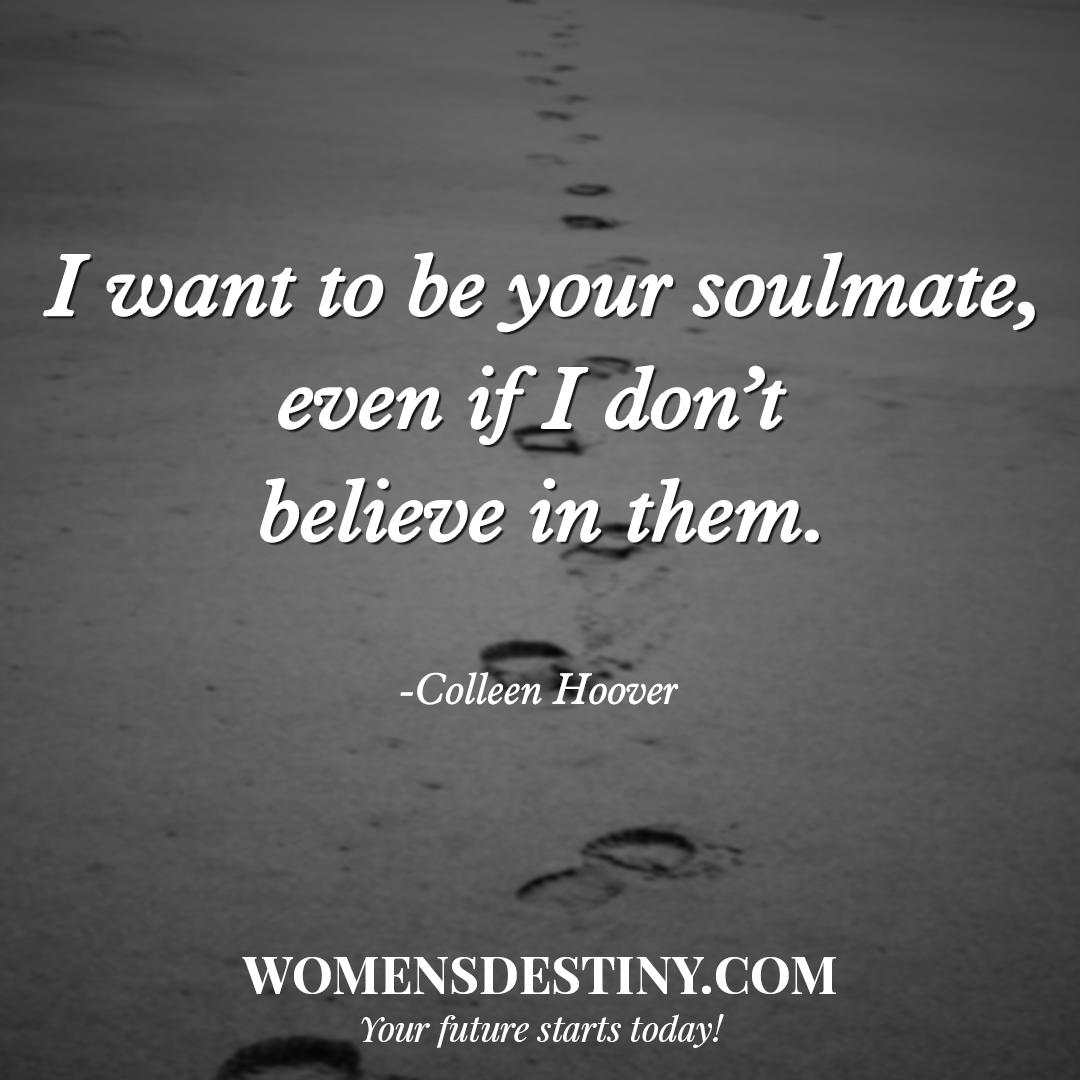 I want to be your soulmate,
even if I don’t
believe in them.
-Colleen Hoover
WOMENSDESTINY.COM
Your future starts today!